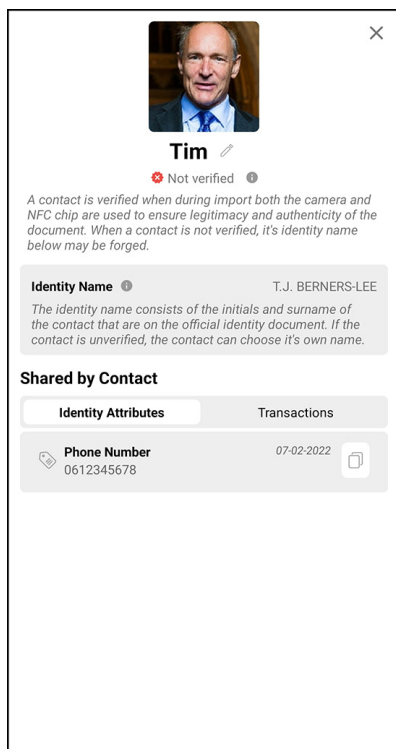 Tim
Not verified
A contact is verified when during import both the camera and
NFC chip are used to ensure legitimacy and authenticity of the
document. When a contact is not verified, it's identity name
below may be forged.
Identity Name T.J. BERNERS-LEE
The identity name consists of the initials and surname of
the contact that are on the official identity document. If the
contact is unverified, the contact can choose it's own name.
Shared by Contact
Identity Attributes Transactions
Phone Number 07-02-2022
0612345678